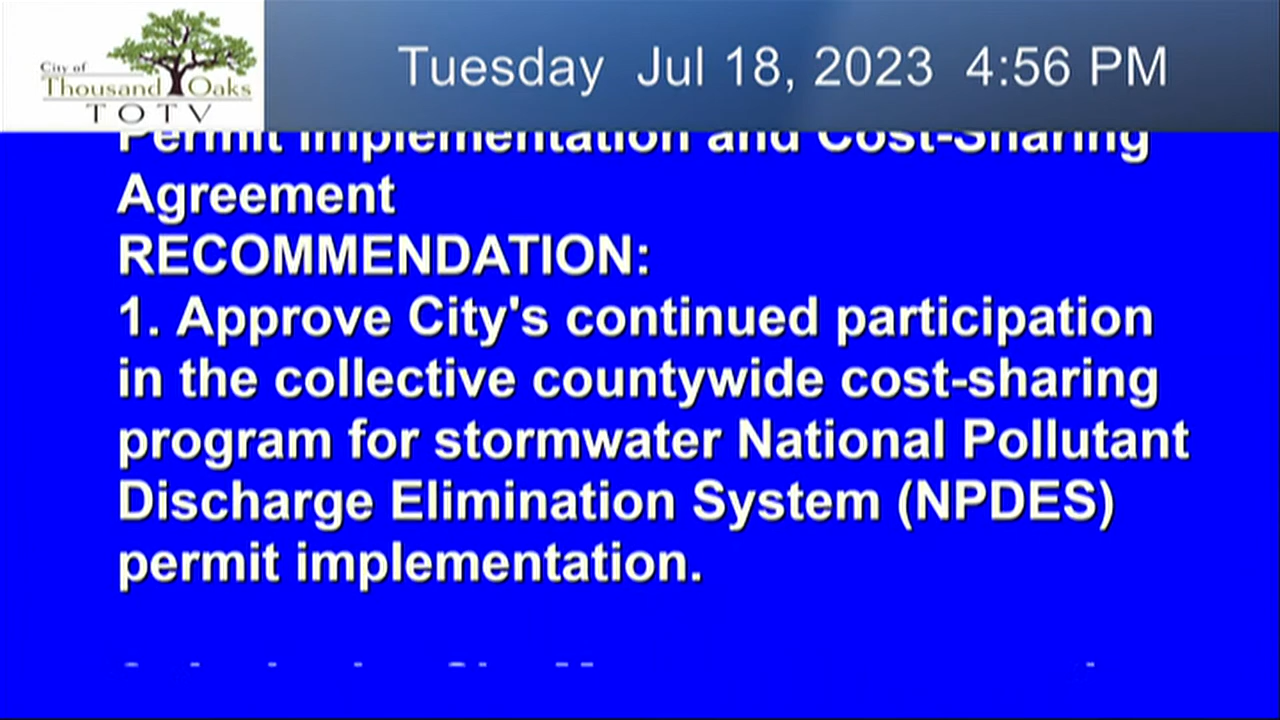 City of
Thousand Oaks
TOTV
Tuesday Jul 18, 2023 4:56 PM
Permit Implementation and Cost-Sharing
Agreement
RECOMMENDATION:
1. Approve City's continued participation
in the collective countywide cost-sharing
program for stormwater National Pollutant
Discharge Elimination System (NPDES)
permit implementation.